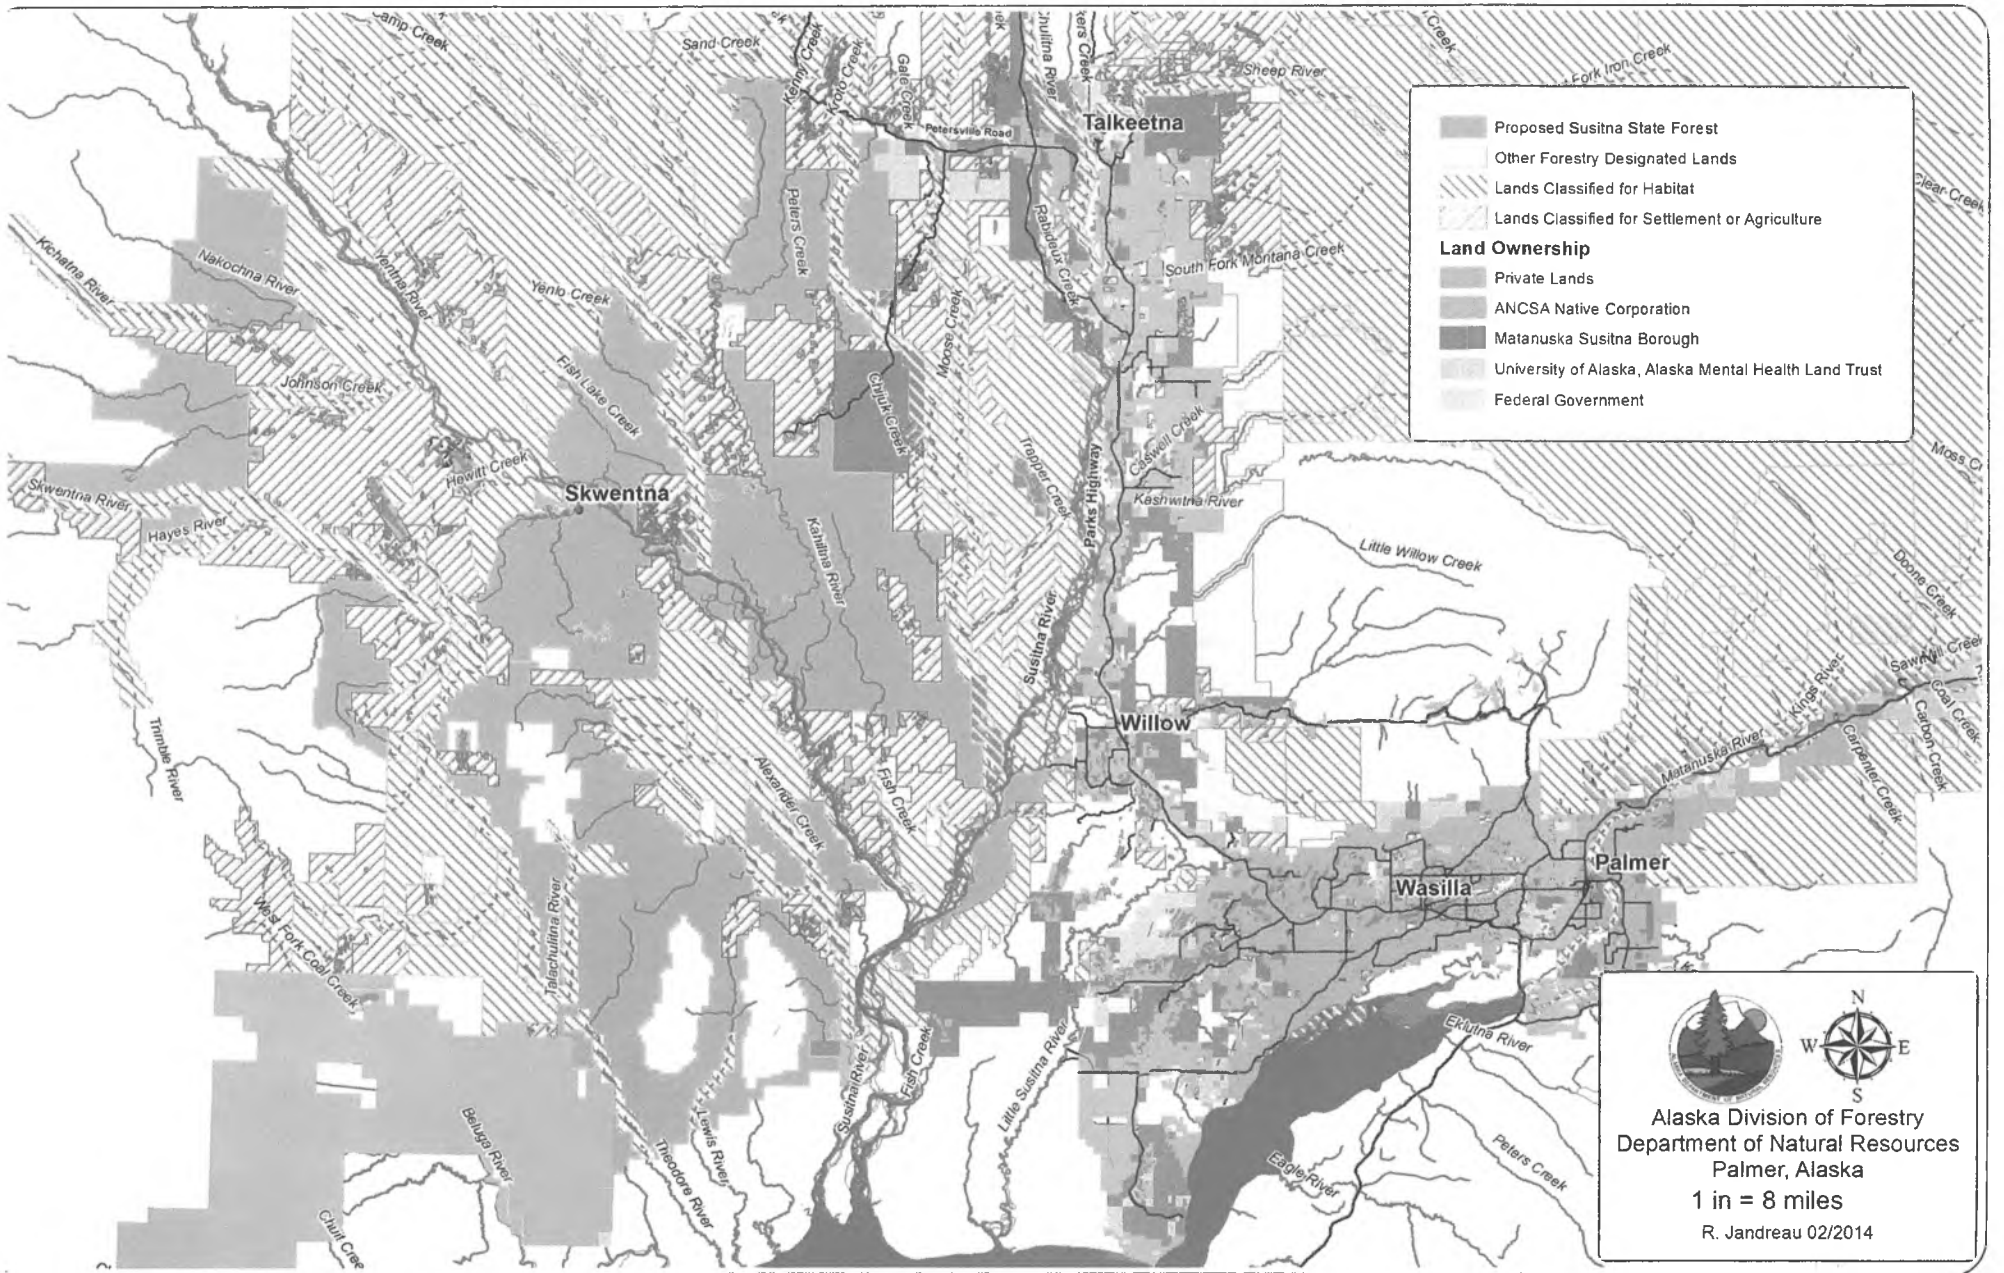 Camp Creek
Sand Creek
Kenny Creek
Kroto Creek
Gate Creek
Creek
Sheep River
Fork Iron Creek
Petersville Road
Talkeetna
Clear Creek
Proposed Susitna State Forest
Other Forestry Designated Lands
Lands Classified for Habitat
Lands Classified for Settlement or Agriculture
Land Ownership
Private Lands
ANCSA Native Corporation
Matanuska Susitna Borough
University of Alaska, Alaska Mental Health Land Trust
Federal Government
Kichatna River
Nakochna River
Yentna River
Yenlo Creek
Peters Creek
Rabideux Creek
South Fork Montana Creek
Moose Creek
Johnson Creek
Fish Lake Creek
Chijuk Creek
Trapper Creek
Parks Highway
Caswell Creek
Kashwitna River
Hewitt Creek
Skwentna
Skwentna River
Hayes River
Kahiltna River
Little Willow Creek
Doone Creek
Susitna River
Willow
Sawmill Creek
Kings River
Coal Creek
Carbon Creek
Carpenter Creek
Matanuska River
Trimble River
Alexander Creek
Fish Creek
Palmer
Wasilla
West Fork Coal Creek
Talachulitna River
Eklutna River
Susitna River
Fish Creek
Little Susitna River
Beluga River
Theodore River
Lewis River
Eagle River
Peters Creek
N
W E
S
Alaska Division of Forestry
Department of Natural Resources
Palmer, Alaska
1 in = 8 miles
R. Jandreau 02/2014